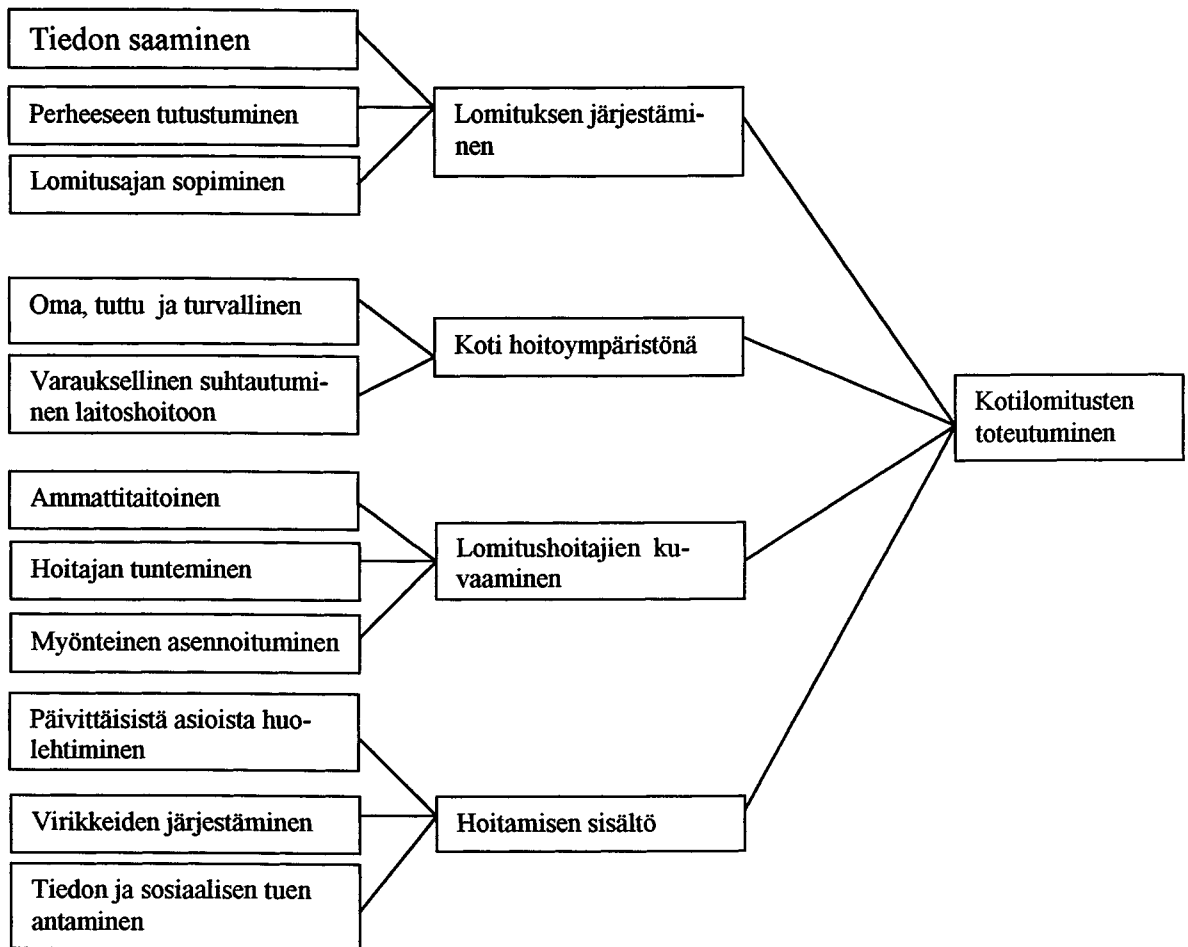 Tiedon saaminen
Perheeseen tutustuminen
Lomitusajan sopiminen
Lomituksen järjestämi-
nen
Oma, tuttu ja turvallinen
Varauksellinen suhtautumi-
nen laitoshoitoon
Koti hoitoympäristönä
Ammattitaitoinen
Hoitajan tunteminen
Myönteinen asennoituminen
Lomitushoitajien ku-
vaaminen
Päivittäisistä asioista huo-
lehtiminen
Virikkeiden järjestäminen
Tiedon ja sosiaalisen tuen
antaminen
Hoitamisen sisältö
Kotilomitusten
toteutuminen